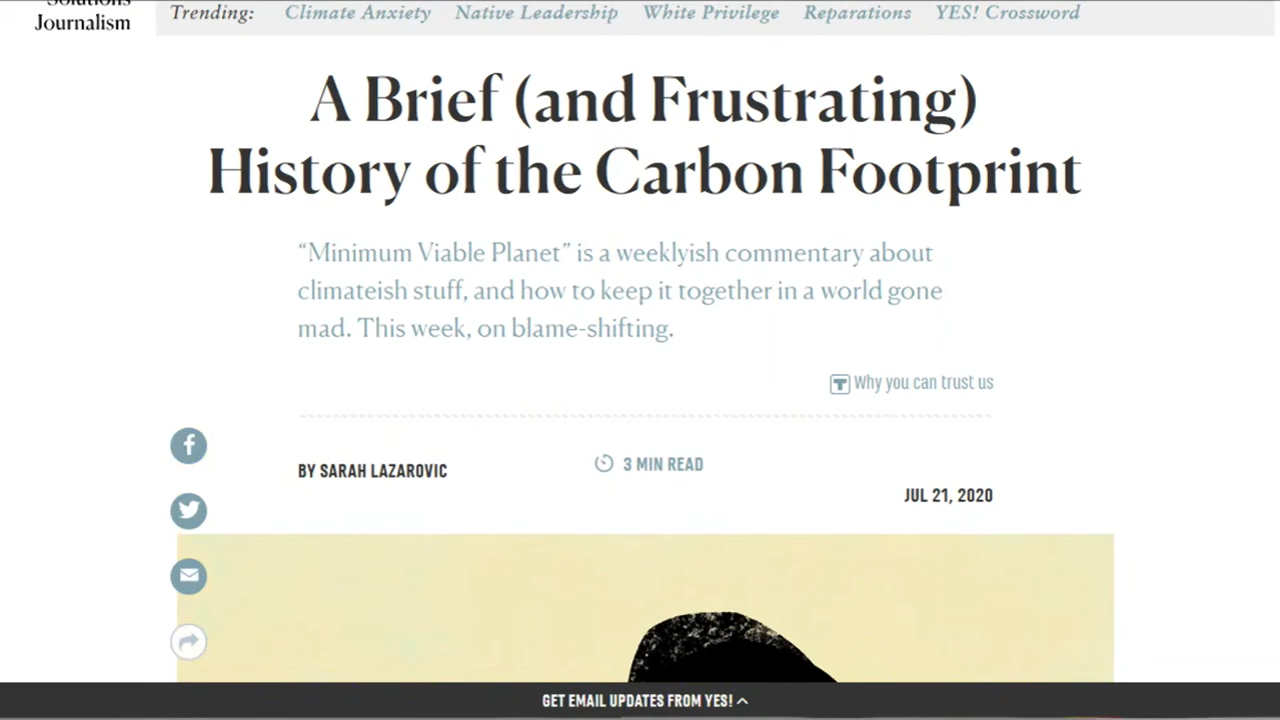 Solutions
Journalism
Trending: Climate Anxiety Native Leadership White Privilege Reparations YES! Crossword
A Brief (and Frustrating)
History of the Carbon Footprint
“Minimum Viable Planet” is a weeklyish commentary about
climateish stuff, and how to keep it together in a world gone
mad. This week, on blame-shifting.
Why you can trust us
BY SARAH LAZAROVIC
3 MIN READ
JUL 21, 2020
GET EMAIL UPDATES FROM YES!